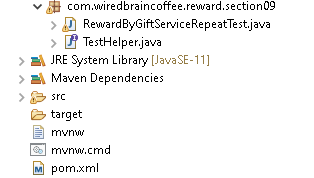 com.wiredbraincoffee.reward.section09
RewardByGiftServiceRepeatTest.java
TestHelper.java
JRE System Library [JavaSE-11]
Maven Dependencies
src
target
mvnw
mvnw.cmd
pom.xml